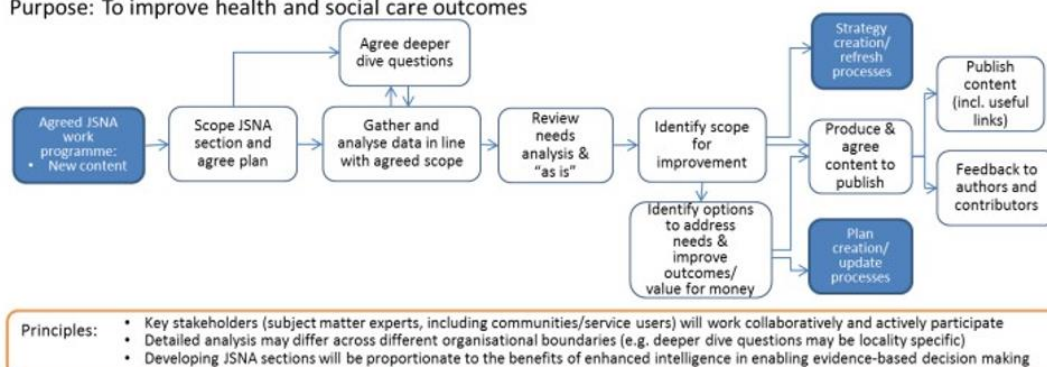 Purpose: To improve health and social care outcomes
Agree deeper
dive questions
Strategy
creation/
refresh
processes
Agreed JSNA
work
programme:
• New content
Scope JSNA
section and
agree plan
Gather and
analyse data in line
with agreed scope
Review
needs
analysis &
"as is"
Identify scope
for
improvement
Produce &
agree
content to
publish
Publish
content
(incl. useful
links)
Feedback to
authors and
contributors
Identify options
to address
needs &
improve
outcomes/
value for money
Plan
creation/
update
processes
Principles:
• Key stakeholders (subject matter experts, including communities/service users) will work collaboratively and actively participate
• Detailed analysis may differ across different organisational boundaries (e.g. deeper dive questions may be locality specific)
• Developing JSNA sections will be proportionate to the benefits of enhanced intelligence in enabling evidence-based decision making